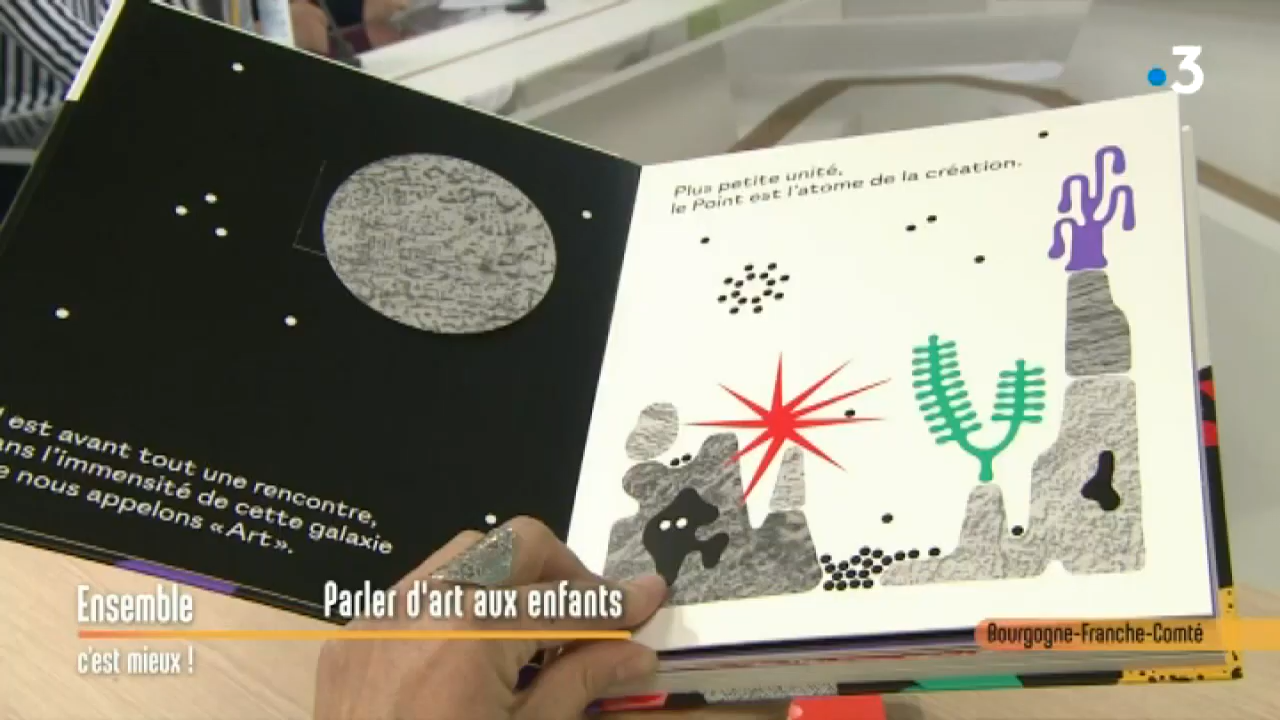 3
Plus petite unité,
le Point est l'atome de la création.
est avant tout une rencontre,
l'immensité de cette galaxie
nous appelons «Art».
Ensemble
c'est mieux !
Parler d'art aux enfants
Bourgogne-Franche-Comté